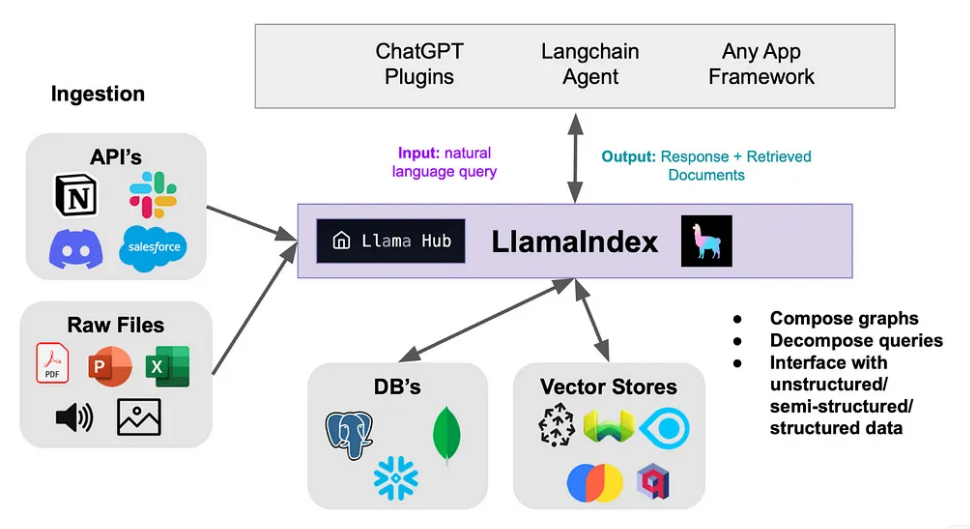 ChatGPT
Plugins
Langchain
Agent
Any App
Framework
Ingestion
API's
N
salesforce
Raw Files
PDF
P
X
Input: natural
language query
Output: Response + Retrieved
Documents
Llama Hub
LlamaIndex
DB's
Vector Stores
● Compose graphs
● Decompose queries
● Interface with
unstructured/
semi-structured/
structured data